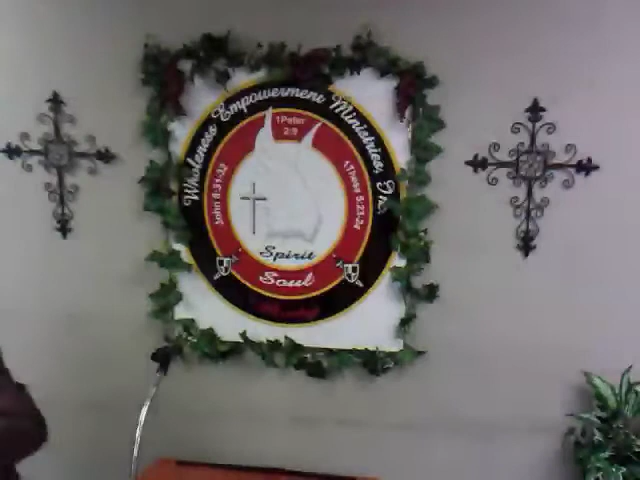 Wholeness Empowerment Ministries, Inc.
1Peter
2:9
John 8:31-32
1Thess 5:23-24
Spirit
Soul